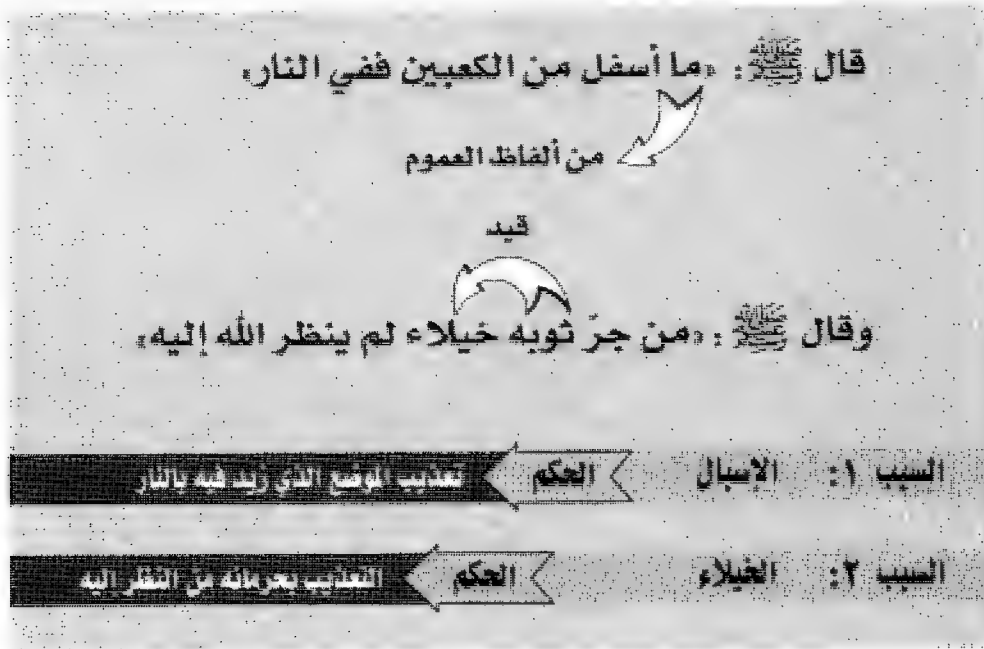 قال ﷺ: «ما أسفل من الكعبين ففي النار»
من ألفاظ العموم
قيد
وقال ﷺ: «من جرّ ثوبه خيلاء لم ينظر الله إليه»
السبب ١: الاسبال الحكم تعذيب الموضع الذي زيد فيه بالنار
السبب ٢: الخيلاء الحكم التعذيب بحرمانه من النظر إليه